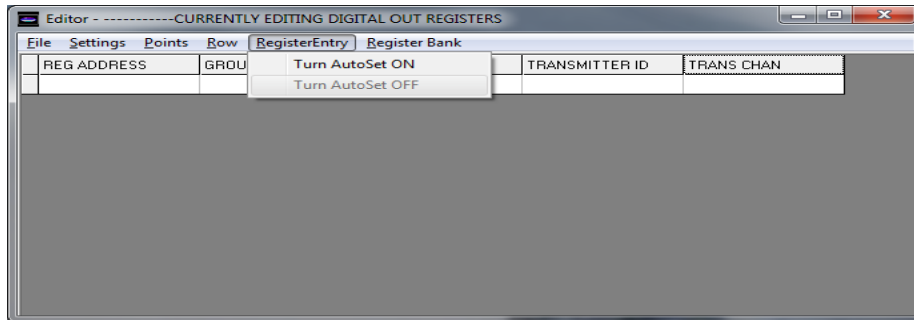 Editor - -----------CURRENTLY EDITING DIGITAL OUT REGISTERS
File Settings Points Row RegisterEntry Register Bank
REG ADDRESS GROU TRANSMITTER ID TRANS CHAN
Turn AutoSet ON
Turn AutoSet OFF